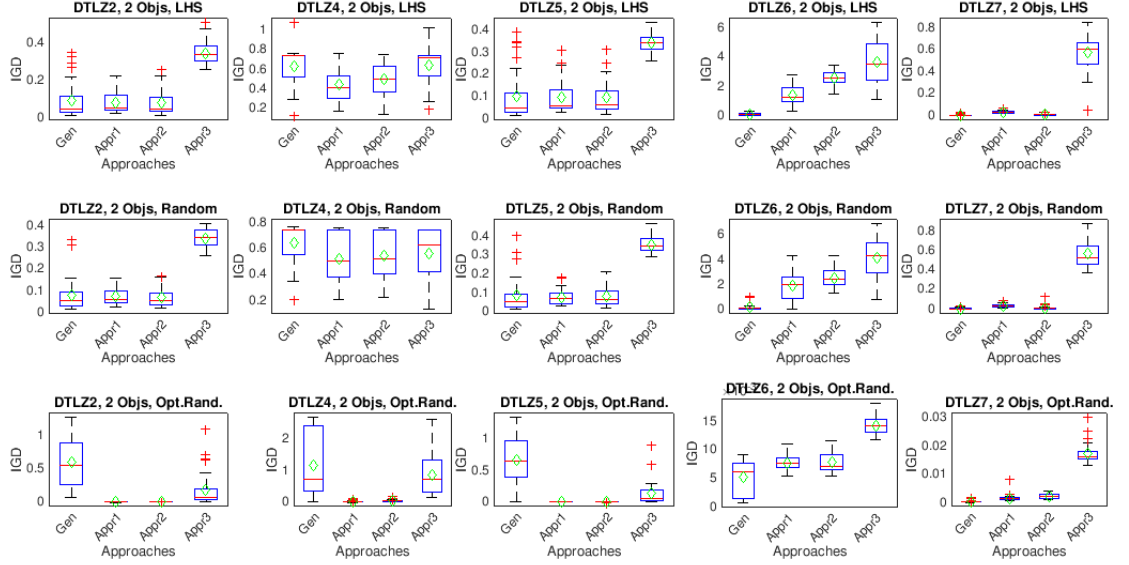 DTLZ2, 2 Objs, LHS
IGD
0.4
0.2
0
Gen
Appr1
Appr2
Appr3
Approaches
DTLZ4, 2 Objs, LHS
IGD
1
0.8
0.6
0.4
0.2
Gen
Appr1
Appr2
Appr3
Approaches
DTLZ5, 2 Objs, LHS
IGD
0.4
0.3
0.2
0.1
0
Gen
Appr1
Appr2
Appr3
Approaches
DTLZ6, 2 Objs, LHS
IGD
6
4
2
0
Gen
Appr1
Appr2
Appr3
Approaches
DTLZ7, 2 Objs, LHS
IGD
0.8
0.6
0.4
0.2
0
Gen
Appr1
Appr2
Appr3
Approaches
DTLZ2, 2 Objs, Random
IGD
0.4
0.3
0.2
0.1
0
Gen
Appr1
Appr2
Appr3
Approaches
DTLZ4, 2 Objs, Random
IGD
0.8
0.6
0.4
0.2
Gen
Appr1
Appr2
Appr3
Approaches
DTLZ5, 2 Objs, Random
IGD
0.4
0.3
0.2
0.1
0
Gen
Appr1
Appr2
Appr3
Approaches
DTLZ6, 2 Objs, Random
IGD
6
4
2
0
Gen
Appr1
Appr2
Appr3
Approaches
DTLZ7, 2 Objs, Random
IGD
0.8
0.6
0.4
0.2
0
Gen
Appr1
Appr2
Appr3
Approaches
DTLZ2, 2 Objs, Opt.Rand.
IGD
1
0.5
0
Gen
Appr1
Appr2
Appr3
Approaches
DTLZ4, 2 Objs, Opt.Rand.
IGD
2
1
0
Gen
Appr1
Appr2
Appr3
Approaches
DTLZ5, 2 Objs, Opt.Rand.
IGD
1
0.5
0
Gen
Appr1
Appr2
Appr3
Approaches
DTLZ6, 2 Objs, Opt.Rand.
IGD
15
10
5
0
Gen
Appr1
Appr2
Appr3
Approaches
DTLZ7, 2 Objs, Opt.Rand.
IGD
0.03
0.02
0.01
0
Gen
Appr1
Appr2
Appr3
Approaches